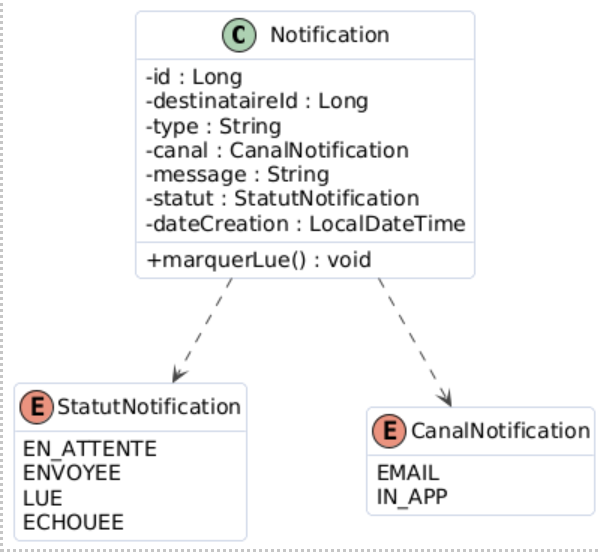 C Notification
-id : Long
-destinataireId : Long
-type : String
-canal : CanalNotification
-message : String
-statut : StatutNotification
-dateCreation : LocalDateTime
+marquerLue() : void
E StatutNotification
EN_ATTENTE
ENVOYEE
LUE
ECHOUEE
E CanalNotification
EMAIL
IN_APP